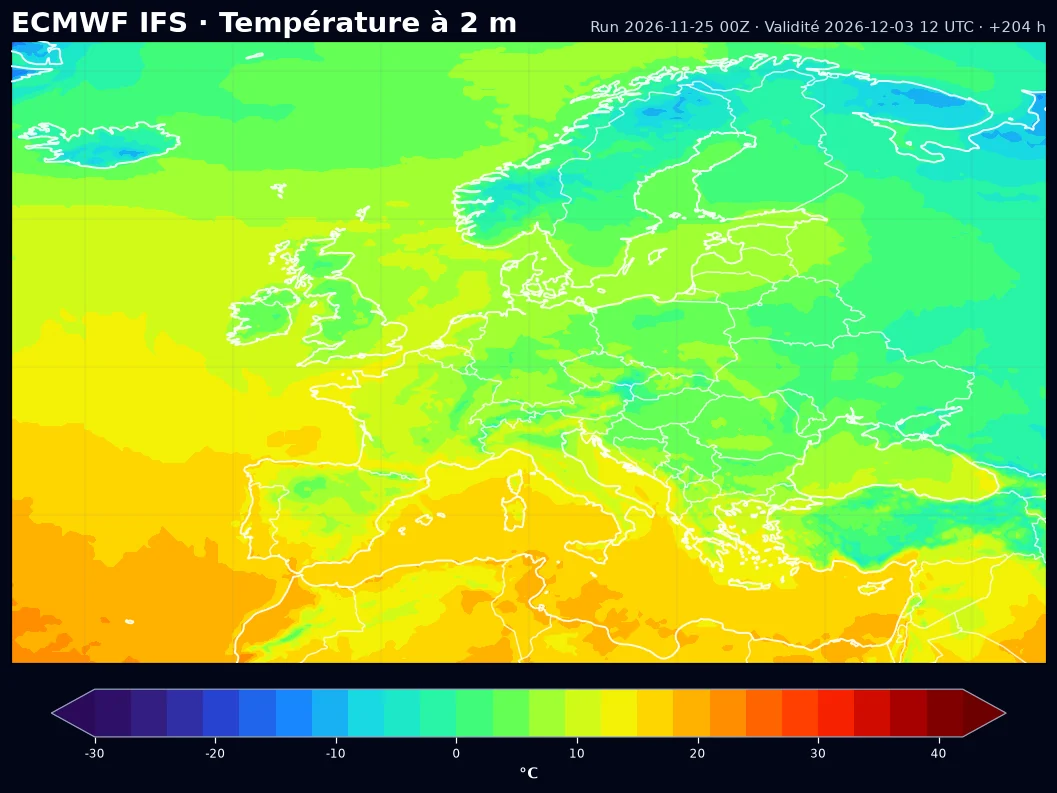 ECMWF IFS · Température à 2 m
Run 2026-11-25 00Z · Validité 2026-12-03 12 UTC · +204 h
-30 -20 -10 0 10 20 30 40
°C